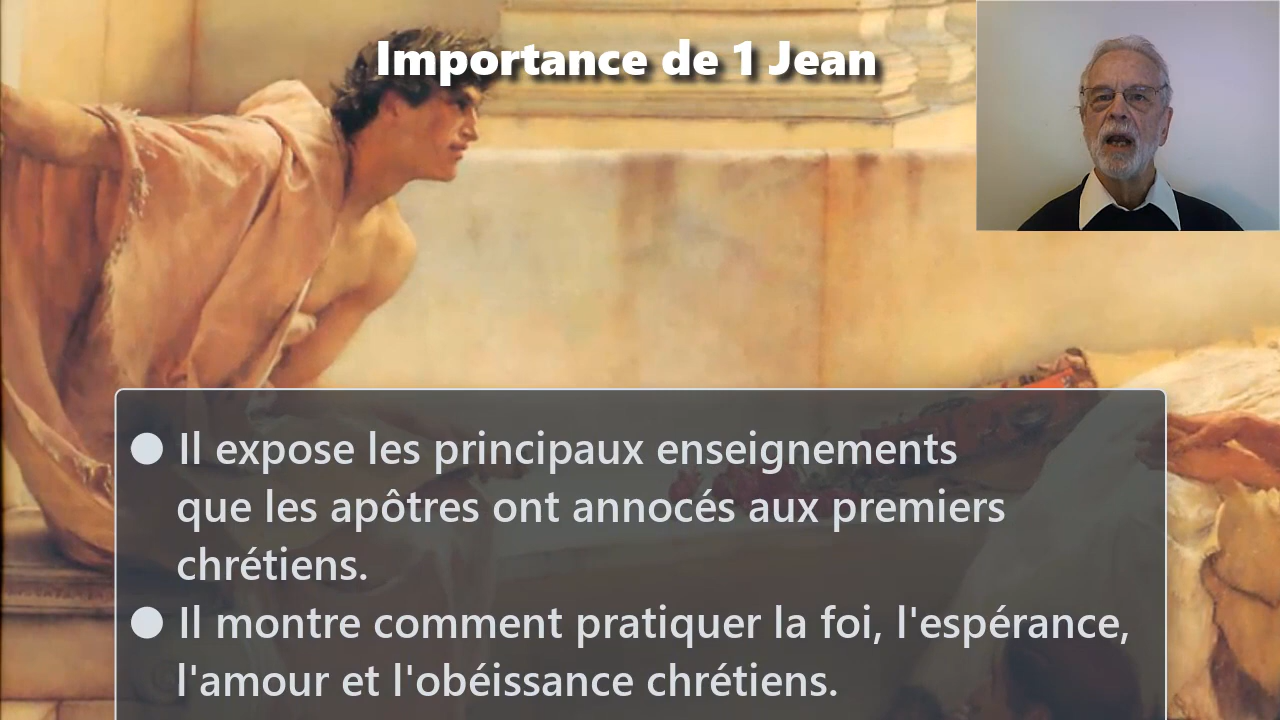 Importance de 1 Jean
● Il expose les principaux enseignements
que les apôtres ont annocés aux premiers
chrétiens.
● Il montre comment pratiquer la foi, l'espérance,
l'amour et l'obéissance chrétiens.